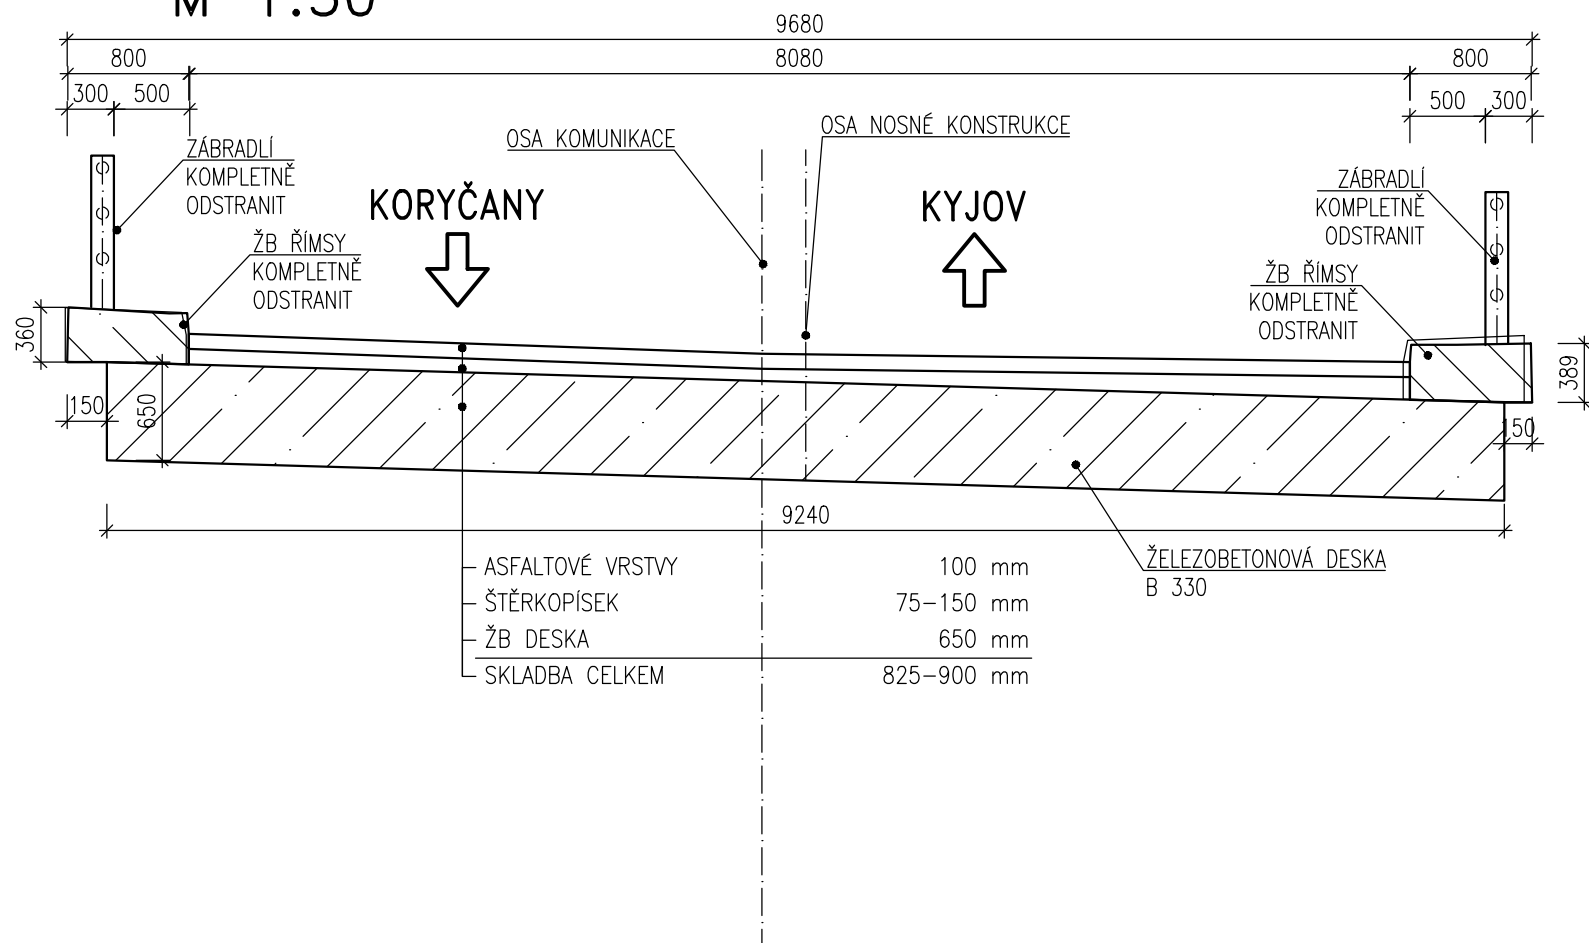 M 1:50
9680
800
8080
800
300
500
500
300
ZÁBRADLÍ
KOMPLETNĚ
ODSTRANIT
OSA KOMUNIKACE
OSA NOSNÉ KONSTRUKCE
ZÁBRADLÍ
KOMPLETNĚ
ODSTRANIT
KORYČANY
KYJOV
ŽB ŘÍMSY
KOMPLETNĚ
ODSTRANIT
ŽB ŘÍMSY
KOMPLETNĚ
ODSTRANIT
360
389
150
650
150
9240
ASFALTOVÉ VRSTVY 100 mm
ŠTĚRKOPÍSEK 75-150 mm
ŽB DESKA 650 mm
SKLADBA CELKEM 825-900 mm
ŽELEZOBETONOVÁ DESKA
B 330